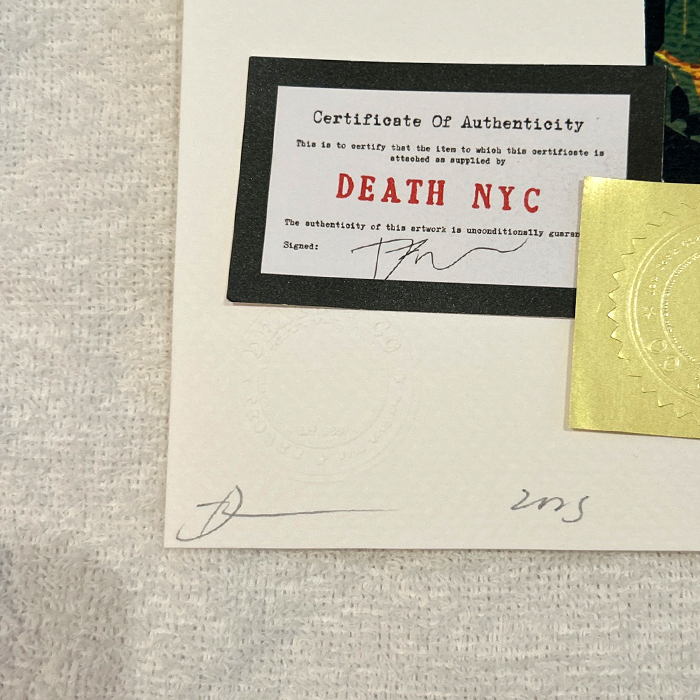 Certificate Of Authenticity
This is to certify that the item to which this certificate is
attached as supplied by
DEATH NYC
The authenticity of this artwork is unconditionally
Signed: